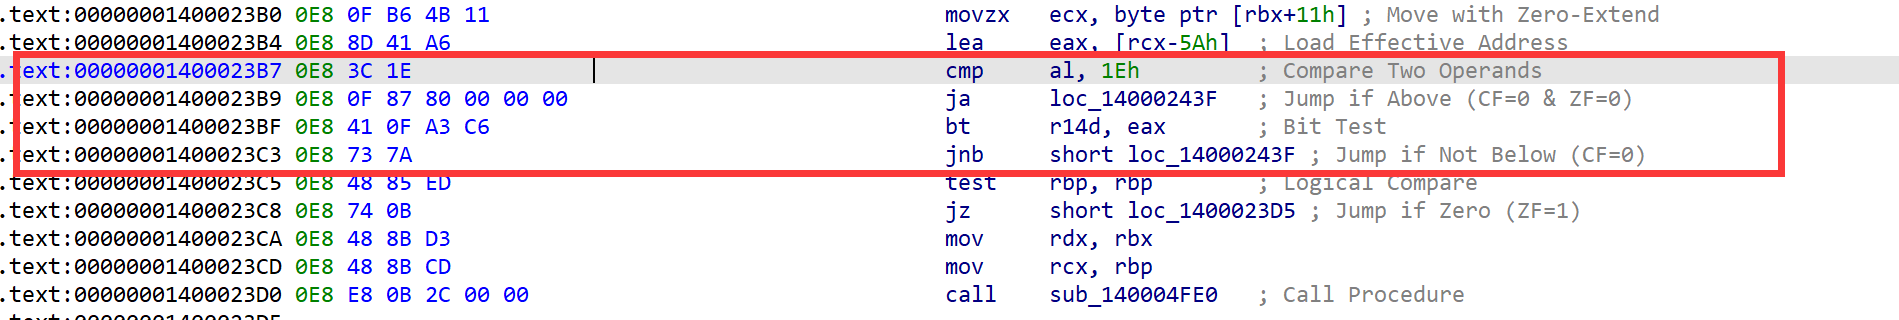 .text:00000001400023B0 0E8 0F B6 4B 11 movzx ecx, byte ptr [rbx+11h] ; Move with Zero-Extend
.text:00000001400023B4 0E8 8D 41 A6 lea eax, [rcx-5Ah] ; Load Effective Address
.text:00000001400023B7 0E8 3C 1E cmp al, 1Eh ; Compare Two Operands
.text:00000001400023B9 0E8 0F 87 80 00 00 00 ja loc_14000243F ; Jump if Above (CF=0 & ZF=0)
.text:00000001400023BF 0E8 41 0F A3 C6 bt r14d, eax ; Bit Test
.text:00000001400023C3 0E8 73 7A jnb short loc_14000243F ; Jump if Not Below (CF=0)
.text:00000001400023C5 0E8 48 85 ED test rbp, rbp ; Logical Compare
.text:00000001400023C8 0E8 74 0B jz short loc_1400023D5 ; Jump if Zero (ZF=1)
.text:00000001400023CA 0E8 48 8B D3 mov rdx, rbx
.text:00000001400023CD 0E8 48 8B CD mov rcx, rbp
.text:00000001400023D0 0E8 E8 0B 2C 00 00 call sub_140004FE0 ; Call Procedure